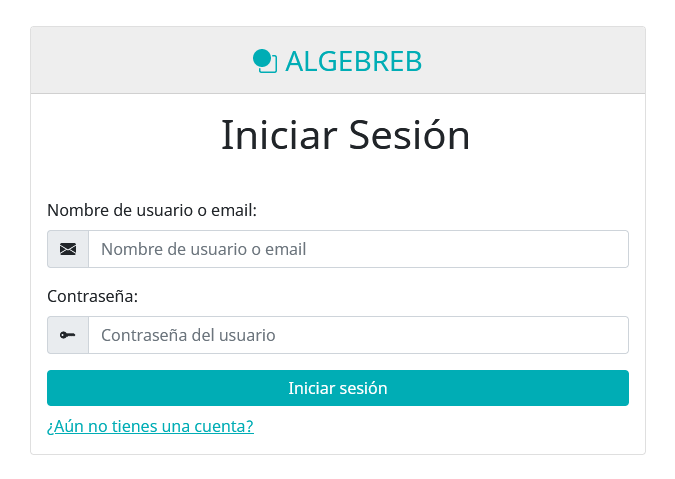 ALGEBREB
Iniciar Sesión
Nombre de usuario o email:
Nombre de usuario o email
Contraseña:
Contraseña del usuario
Iniciar sesión
¿Aún no tienes una cuenta?